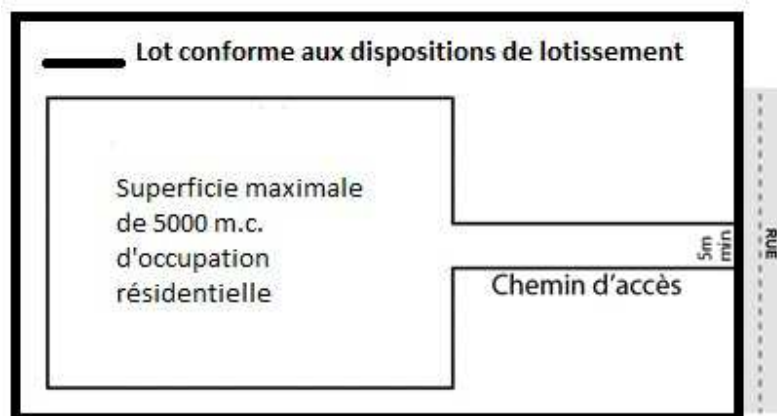 Lot conforme aux dispositions de lotissement
Superficie maximale
de 5000 m.c.
d'occupation
résidentielle
5m
min
Chemin d’accès
RUE